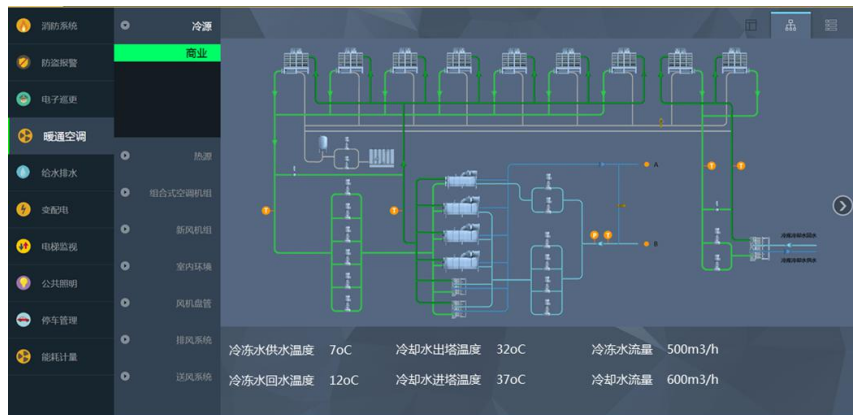 消防系统
防盗报警
电子巡更
暖通空调
给水排水
变配电
电梯监视
公共照明
停车管理
能耗计量
冷源
商业
热源
组合式空调机组
新风机组
室内环境
风机盘管
排风系统
送风系统
A
B
冷冻水供水温度 7oC 冷却水出塔温度 32oC 冷冻水流量 500m3/h
冷冻水回水温度 12oC 冷却水进塔温度 37oC 冷却水流量 600m3/h